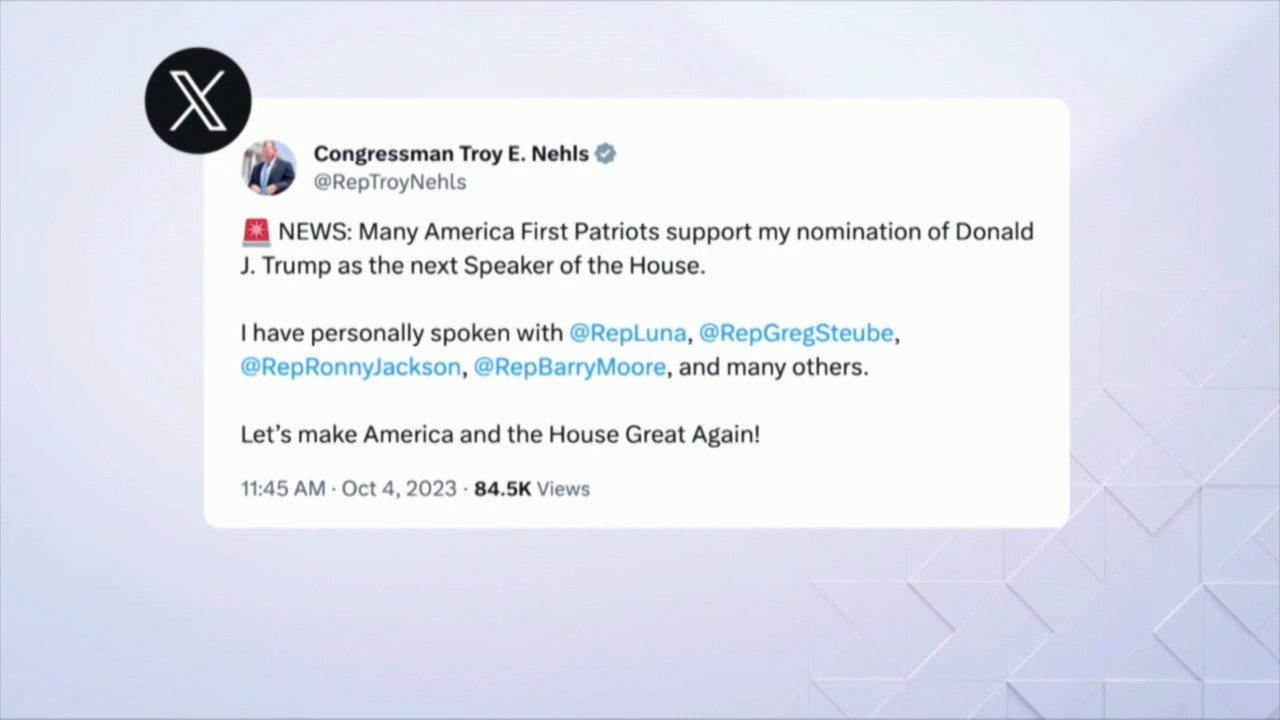 X
Congressman Troy E. Nehls
@RepTroyNehls
🚨 NEWS: Many America First Patriots support my nomination of Donald
J. Trump as the next Speaker of the House.
I have personally spoken with @RepLuna, @RepGregSteube,
@RepRonnyJackson, @RepBarryMoore, and many others.
Let’s make America and the House Great Again!
11:45 AM · Oct 4, 2023 · 84.5K Views